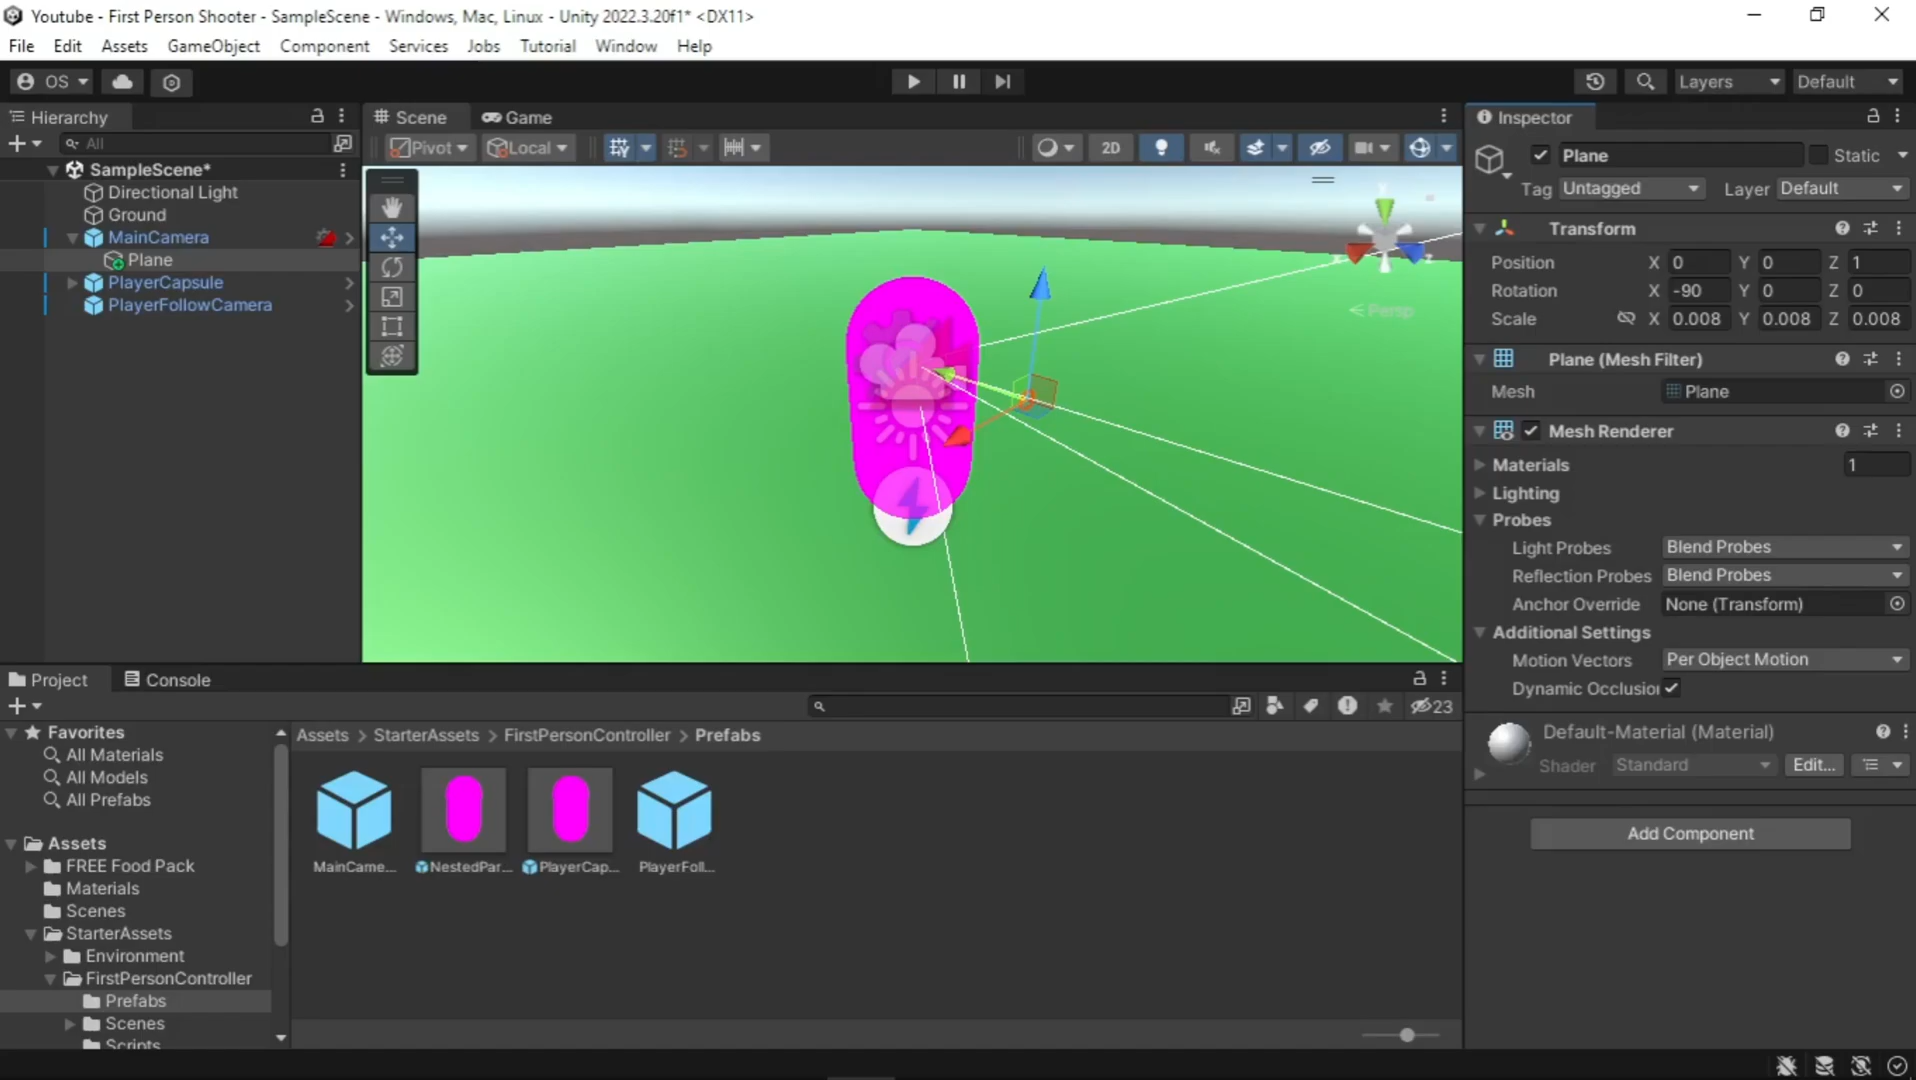 Youtube - First Person Shooter - SampleScene - Windows, Mac, Linux - Unity 2022.3.20f1* <DX11>
File Edit Assets GameObject Component Services Jobs Tutorial Window Help
OS Layers Default
Hierarchy
All
SampleScene*
Directional Light
Ground
MainCamera
Plane
PlayerCapsule
PlayerFollowCamera
Scene Game
Pivot Local 2D
y
x z
Persp
Inspector
Plane Static
Tag Untagged Layer Default
Transform
Position X 0 Y 0 Z 1
Rotation X -90 Y 0 Z 0
Scale X 0.008 Y 0.008 Z 0.008
Plane (Mesh Filter)
Mesh Plane
Mesh Renderer
Materials 1
Lighting
Probes
Light Probes Blend Probes
Reflection Probes Blend Probes
Anchor Override None (Transform)
Additional Settings
Motion Vectors Per Object Motion
Dynamic Occlusio
Default-Material (Material)
Shader Standard Edit...
Add Component
Project Console
23
Favorites
All Materials
All Models
All Prefabs
Assets
FREE Food Pack
Materials
Scenes
StarterAssets
Environment
FirstPersonController
Prefabs
Scenes
Scripts
Assets > StarterAssets > FirstPersonController > Prefabs
MainCame... NestedPar... PlayerCap... PlayerFoll...